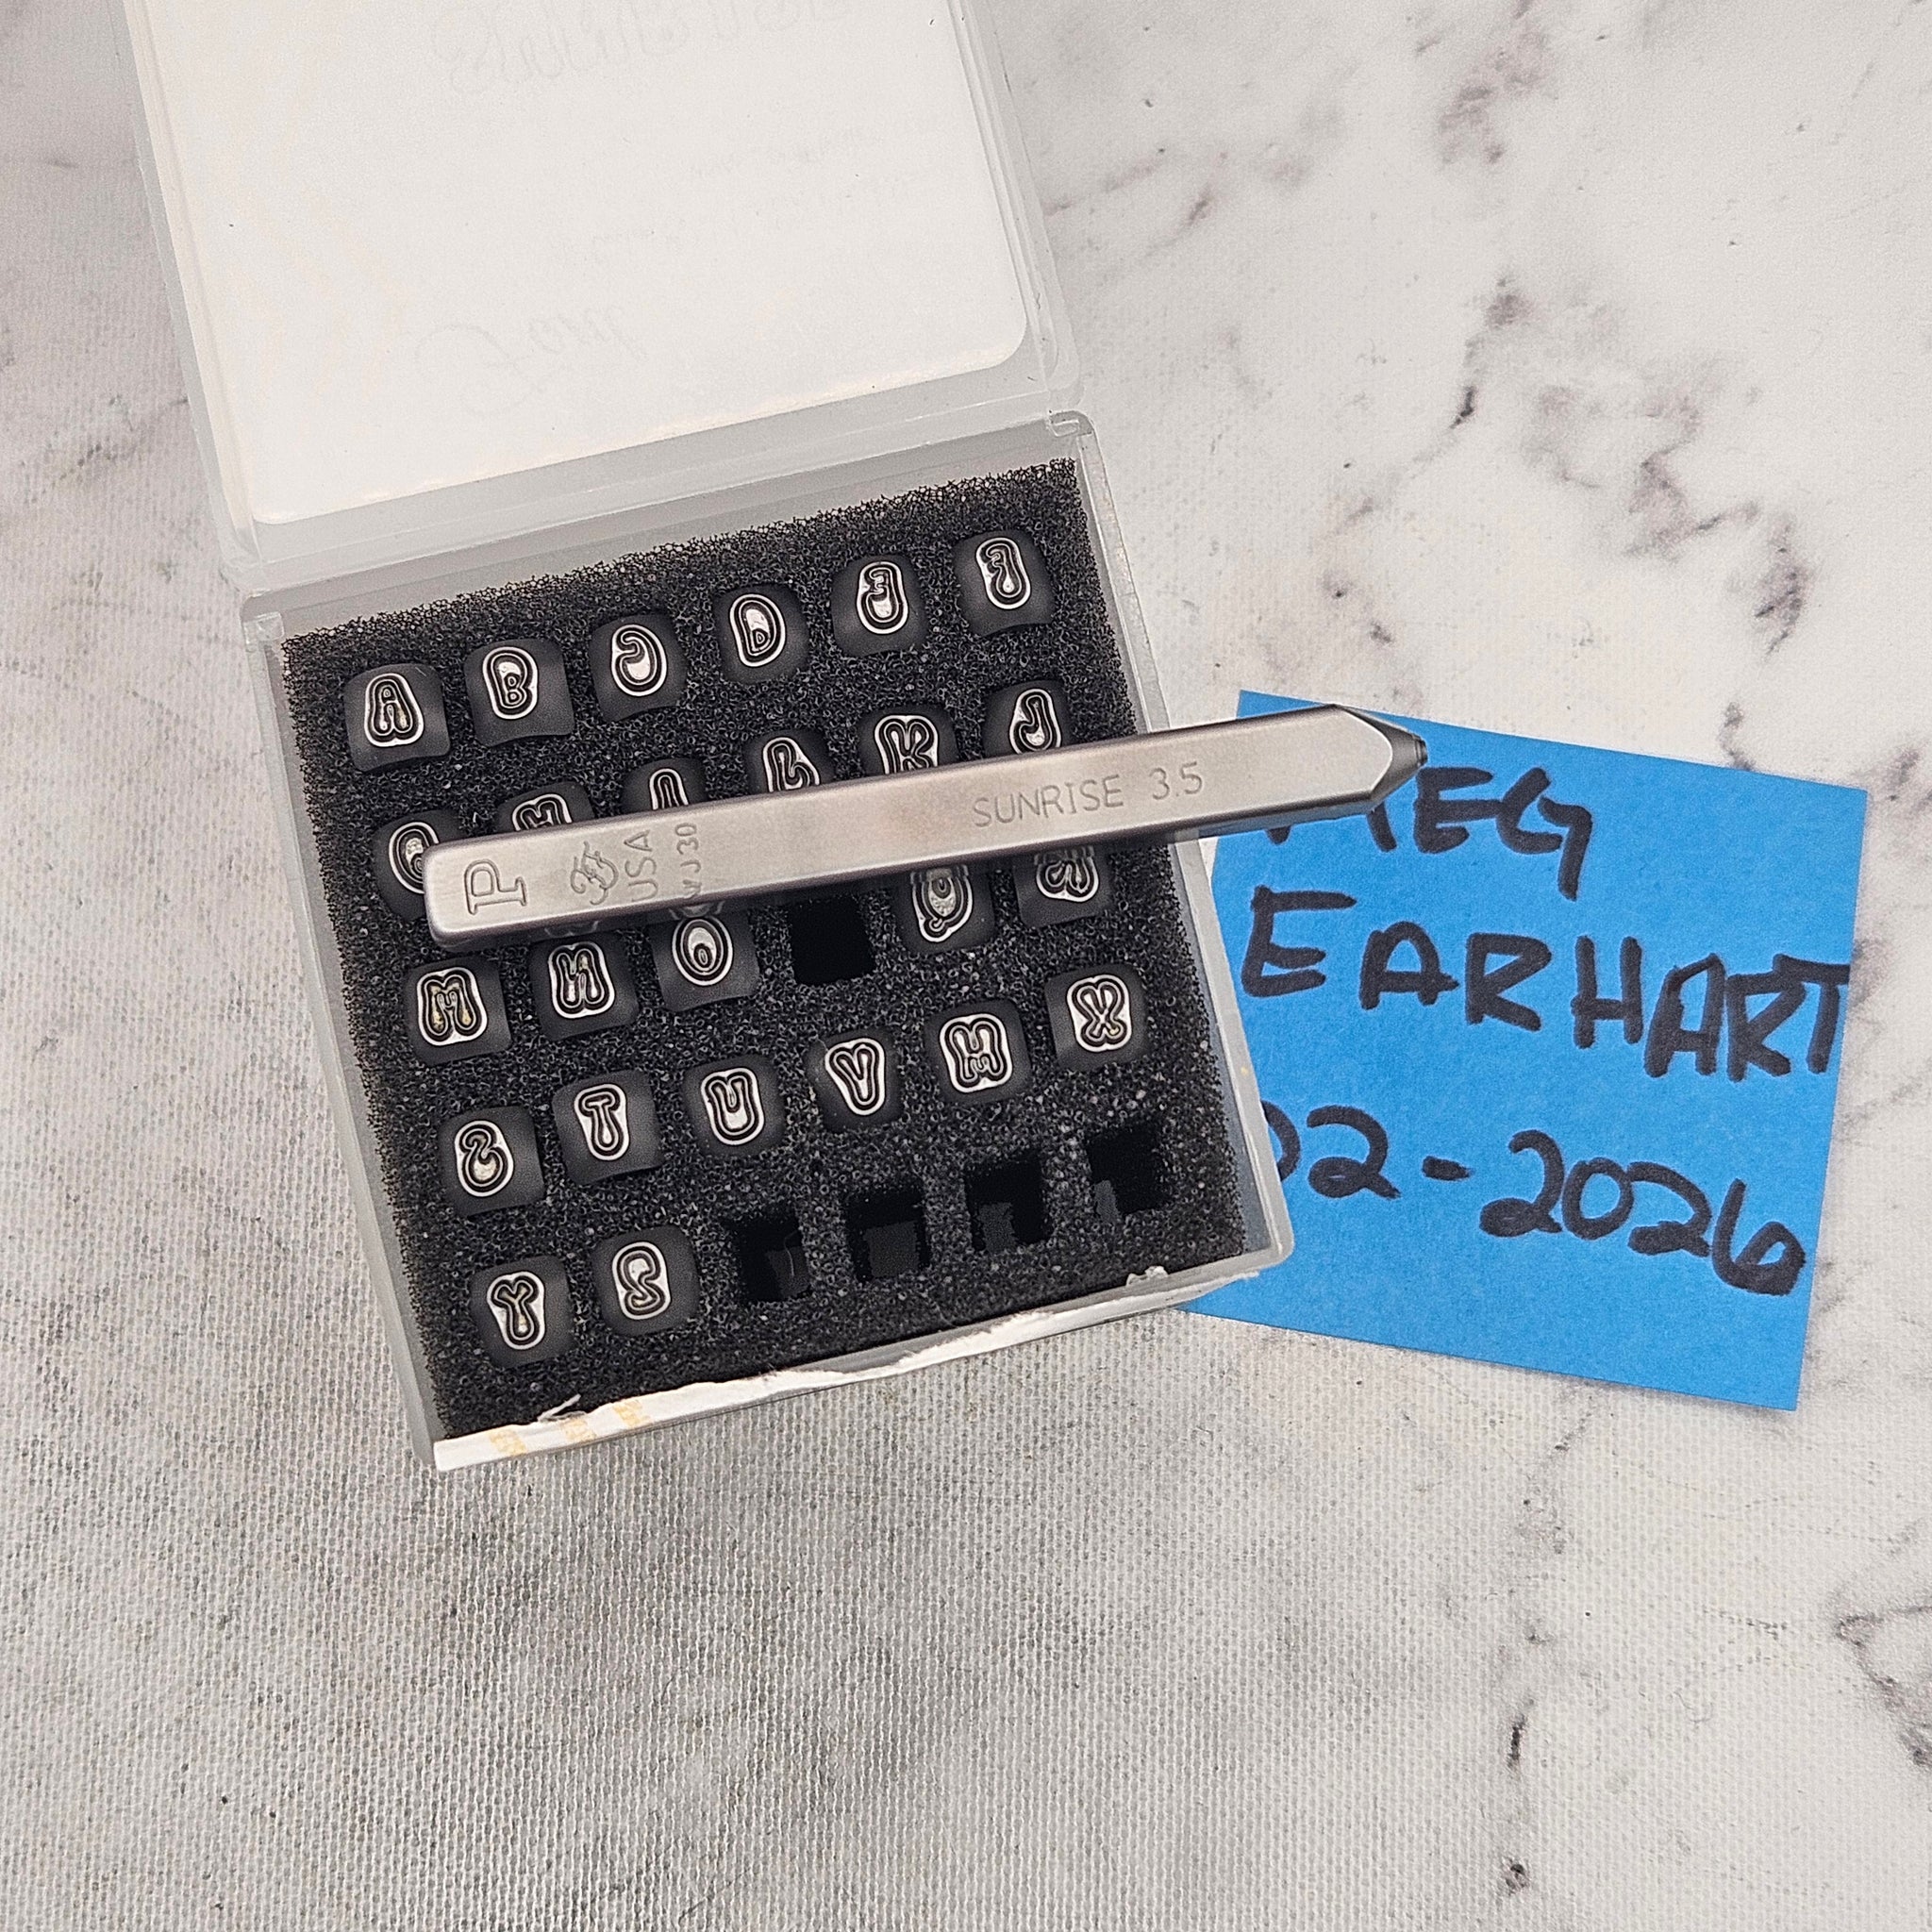 A B C D E F
G H I L K J
P
USA
WJ30
SUNRISE 3.5
M N O Q R
S T U V W X
Y Z
MEG
EARHART
02-2026